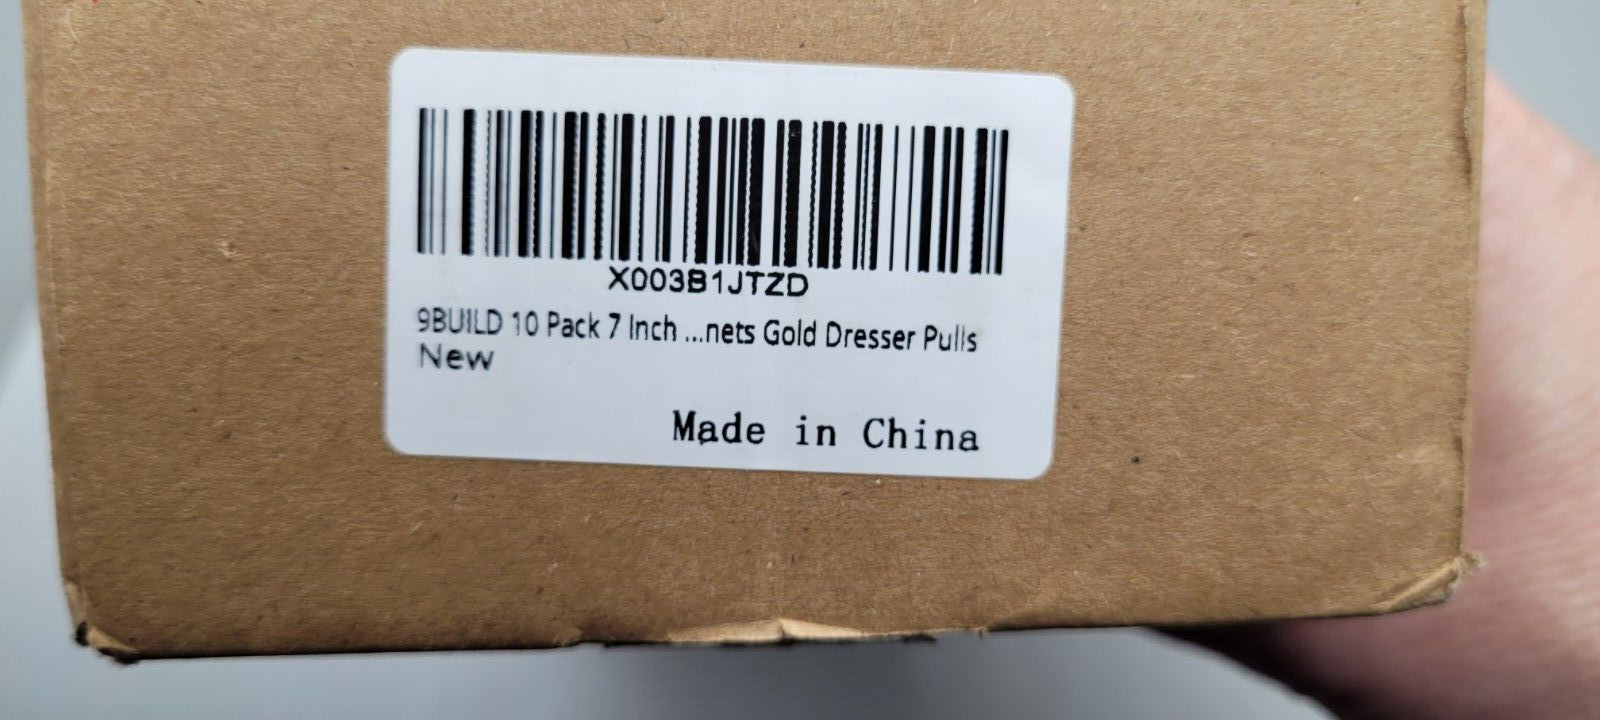 X003B1JTZD
9BUILD 10 Pack 7 Inch ...nets Gold Dresser Pulls
New
Made in China